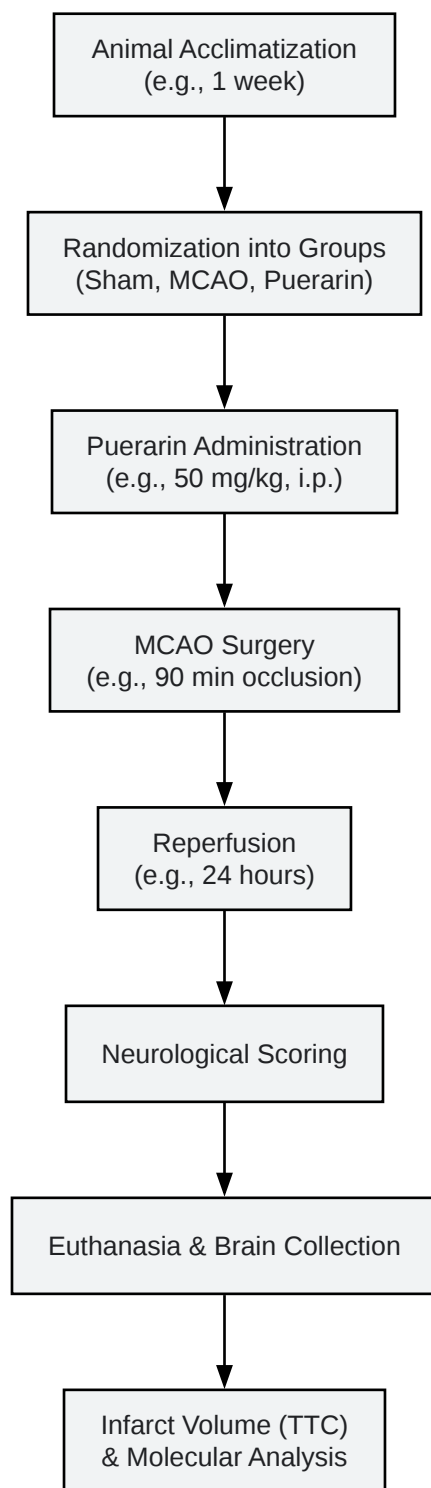 Animal Acclimatization
(e.g., 1 week)
Randomization into Groups
(Sham, MCAO, Puerarin)
Puerarin Administration
(e.g., 50 mg/kg, i.p.)
MCAO Surgery
(e.g., 90 min occlusion)
Reperfusion
(e.g., 24 hours)
Neurological Scoring
Euthanasia & Brain Collection
Infarct Volume (TTC)
& Molecular Analysis